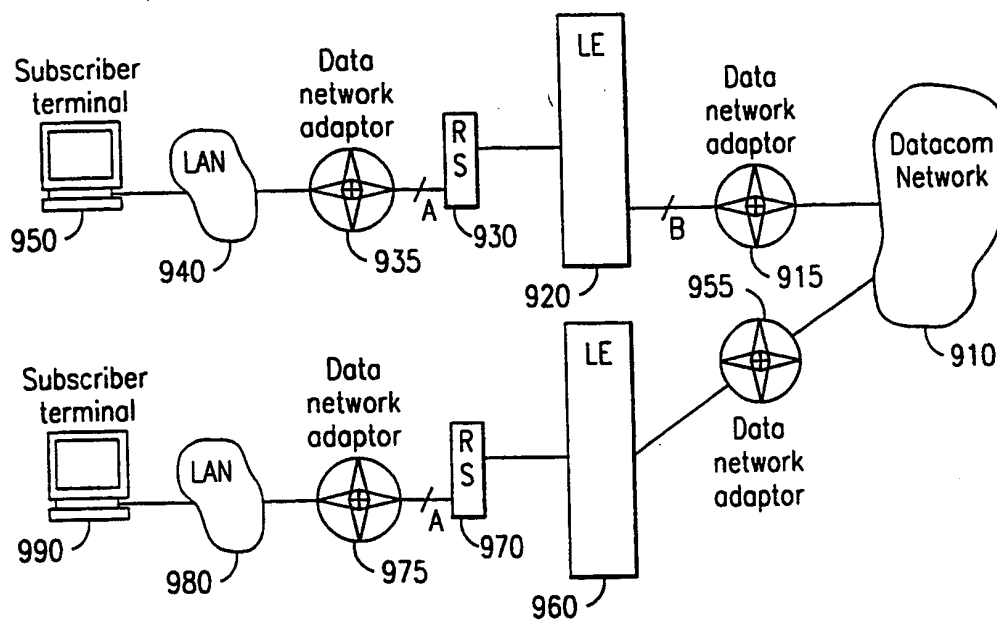 Subscriber
terminal
950
LAN
940
Data
network
adaptor
935
A
R
S
930
LE
920
B
Data
network adaptor
915
Datacom
Network
910
955
Data
network
adaptor
Subscriber
terminal
990
LAN
980
Data
network
adaptor
975
A
R
S
970
LE
960